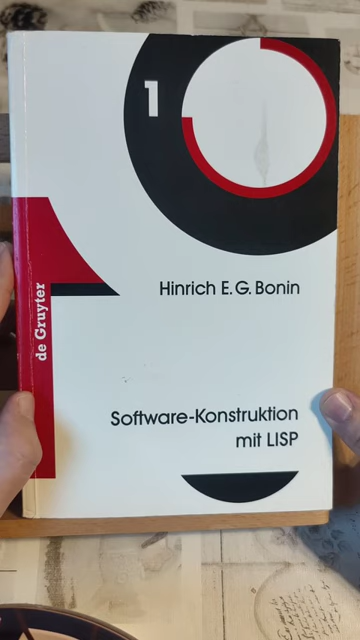 1
Hinrich E. G. Bonin
de Gruyter
Software-Konstruktion
mit LISP